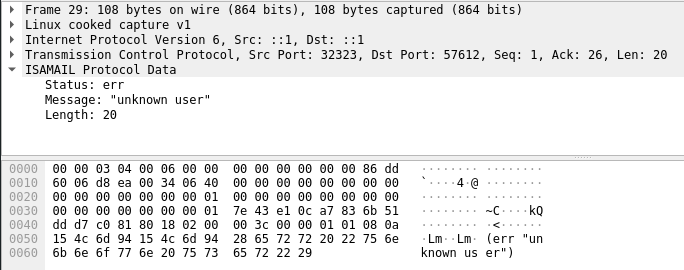 Frame 29: 108 bytes on wire (864 bits), 108 bytes captured (864 bits)
Linux cooked capture v1
Internet Protocol Version 6, Src: ::1, Dst: ::1
Transmission Control Protocol, Src Port: 32323, Dst Port: 57612, Seq: 1, Ack: 26, Len: 20
ISAMAIL Protocol Data
Status: err
Message: "unknown user"
Length: 20
0000 00 00 03 04 00 06 00 00 00 00 00 00 00 00 86 dd ········ ········
0010 60 06 d8 ea 00 34 06 40 00 00 00 00 00 00 00 00 `····4·@ ········
0020 00 00 00 00 00 00 00 01 00 00 00 00 00 00 00 00 ········ ········
0030 00 00 00 00 00 00 00 01 7e 43 e1 0c a7 83 6b 51 ········ ~C····kQ
0040 dd d7 c0 81 80 18 02 00 00 3c 00 00 01 01 08 0a ········ ·<······
0050 15 4c 6d 94 15 4c 6d 94 28 65 72 72 20 22 75 6e ·Lm··Lm· (err "un
0060 6b 6e 6f 77 6e 20 75 73 65 72 22 29 known us er")